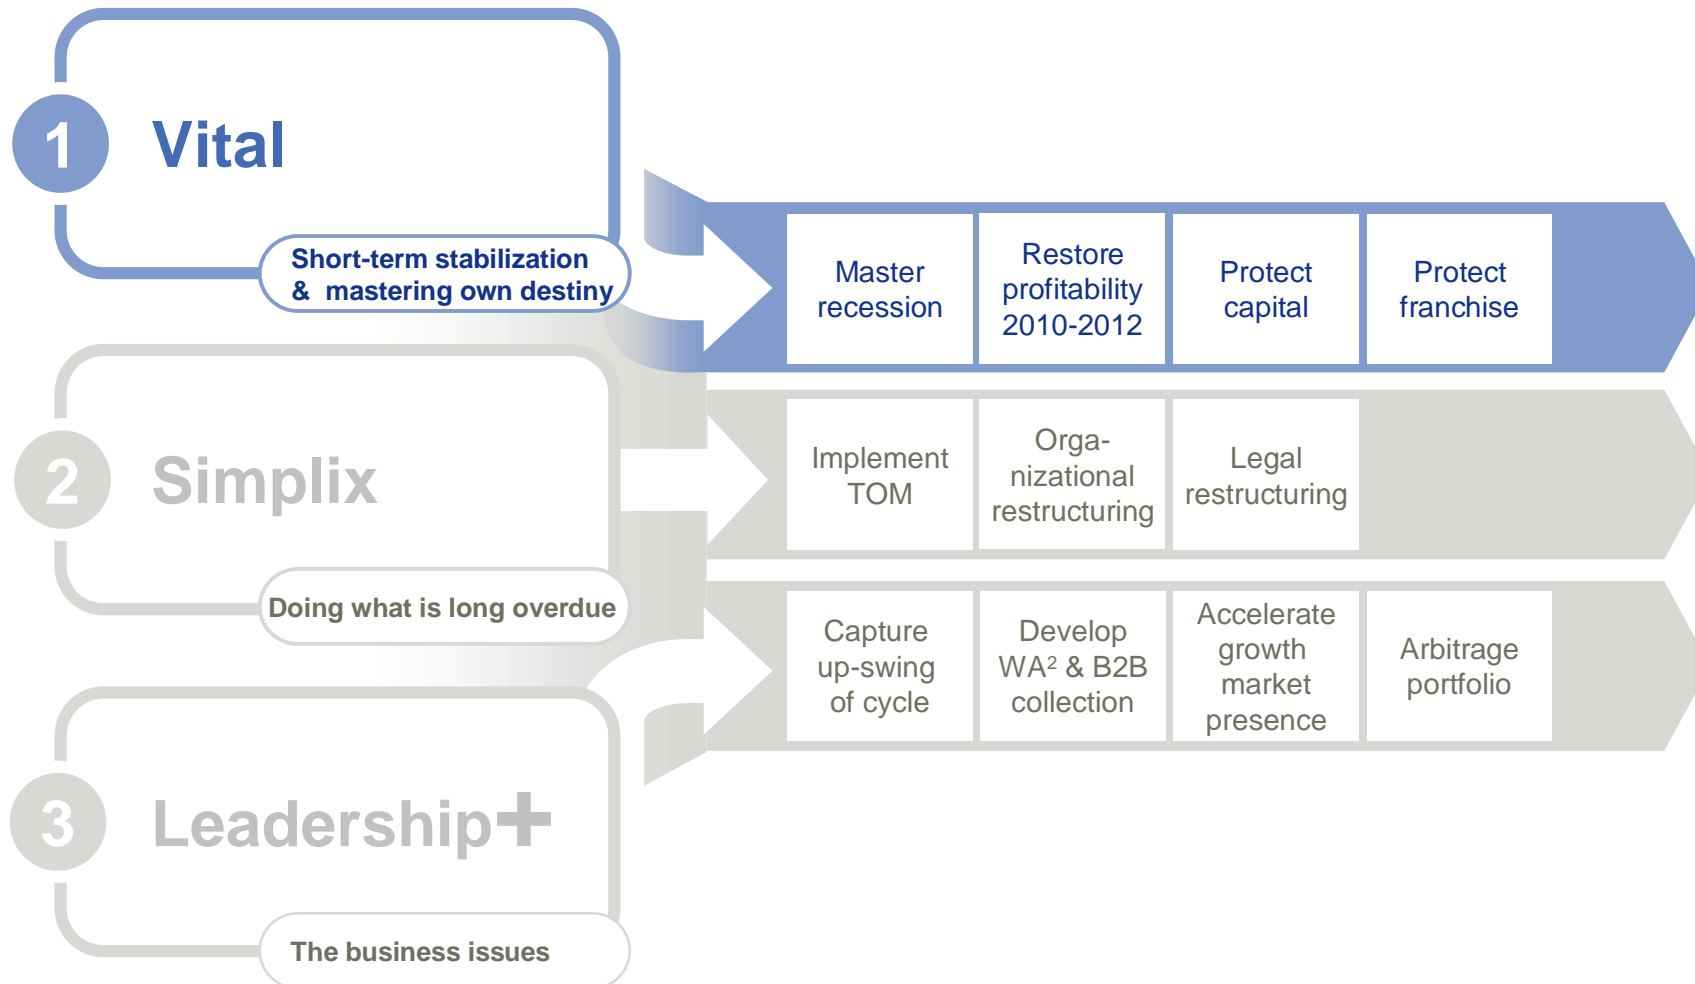 1
Vital
Short-term stabilization
& mastering own destiny
Master
recession
Restore
profitability
2010-2012
Protect
capital
Protect
franchise
2
Simplix
Doing what is long overdue
Implement
TOM
Orga-
nizational
restructuring
Legal
restructuring
3
Leadership+
The business issues
Capture
up-swing
of cycle
Develop
WA² & B2B
collection
Accelerate
growth
market
presence
Arbitrage
portfolio